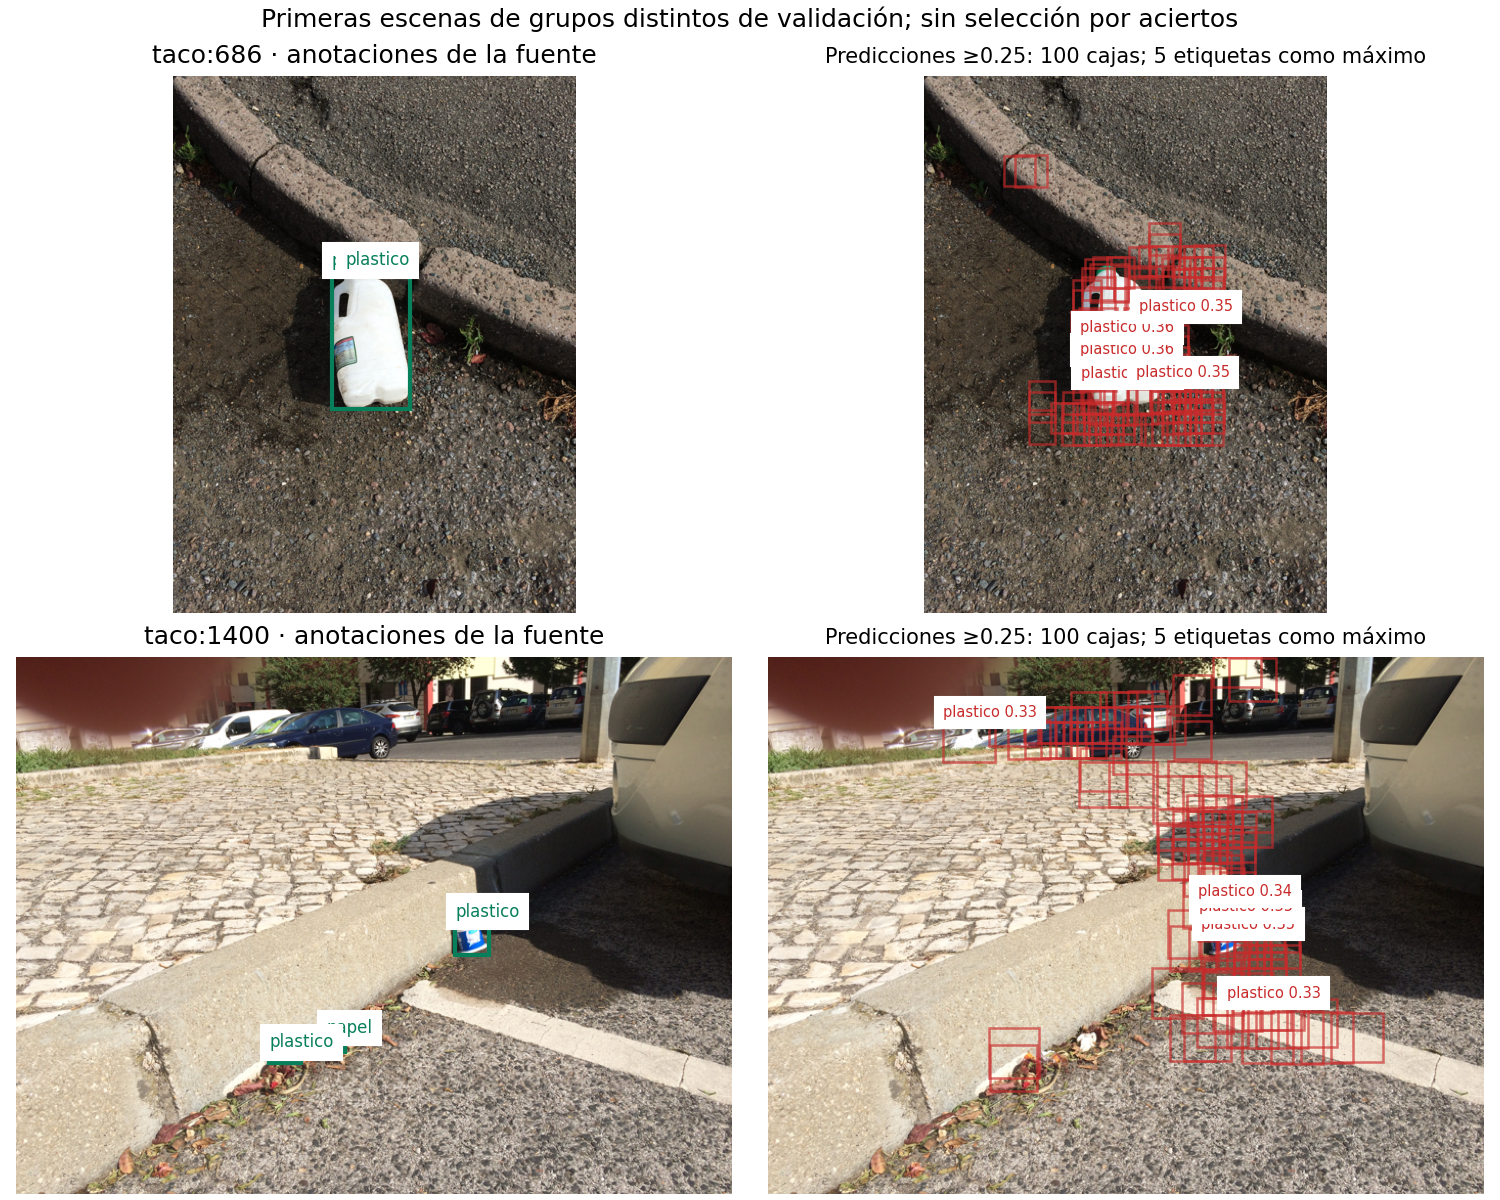 Primeras escenas de grupos distintos de validación; sin selección por aciertos
taco:686 · anotaciones de la fuente
Predicciones ≥0.25: 100 cajas; 5 etiquetas como máximo
plastico
plastico 0.35
plastico 0.36
plastico 0.36
plastico 0.35
taco:1400 · anotaciones de la fuente
Predicciones ≥0.25: 100 cajas; 5 etiquetas como máximo
plastico
papel
plastico
plastico 0.33
plastico 0.34
plastico 0.33